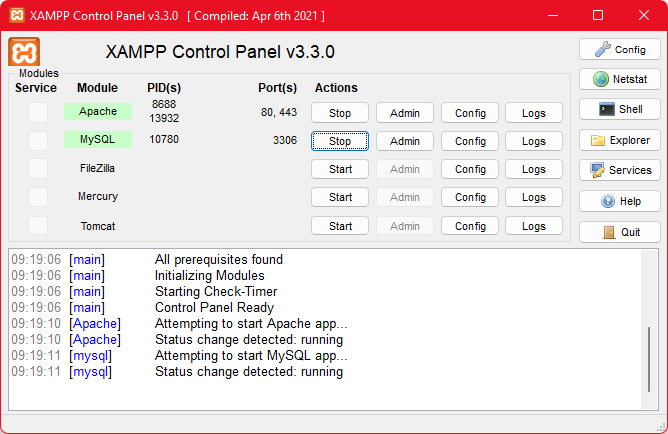 XAMPP Control Panel v3.3.0 [ Compiled: Apr 6th 2021 ]
XAMPP Control Panel v3.3.0
Config
Modules
Service Module PID(s) Port(s) Actions
Netstat
Apache 8688 13932 80, 443 Stop Admin Config Logs
Shell
MySQL 10780 3306 Stop Admin Config Logs
Explorer
FileZilla Start Admin Config Logs
Services
Mercury Start Admin Config Logs
Help
Tomcat Start Admin Config Logs
Quit
09:19:06 [main] All prerequisites found
09:19:06 [main] Initializing Modules
09:19:06 [main] Starting Check-Timer
09:19:06 [main] Control Panel Ready
09:19:10 [Apache] Attempting to start Apache app...
09:19:10 [Apache] Status change detected: running
09:19:11 [mysql] Attempting to start MySQL app...
09:19:11 [mysql] Status change detected: running